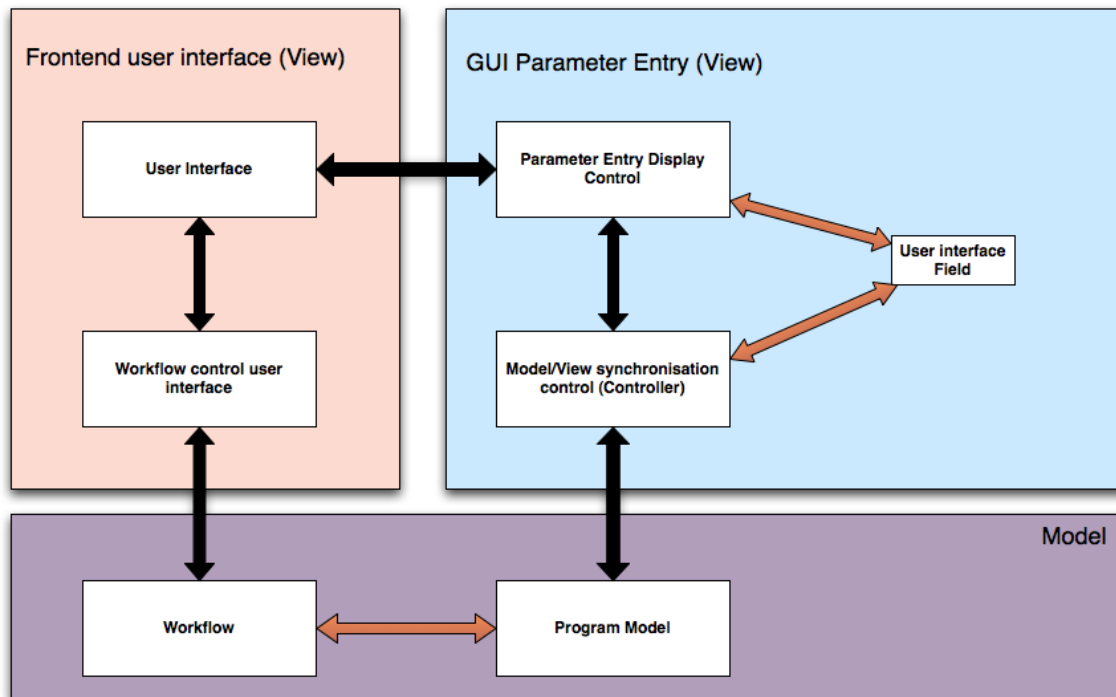 Frontend user interface (View)
GUI Parameter Entry (View)
User Interface
Parameter Entry Display
Control
User interface
Field
Workflow control user
interface
Model/View synchronisation
control (Controller)
Model
Workflow
Program Model